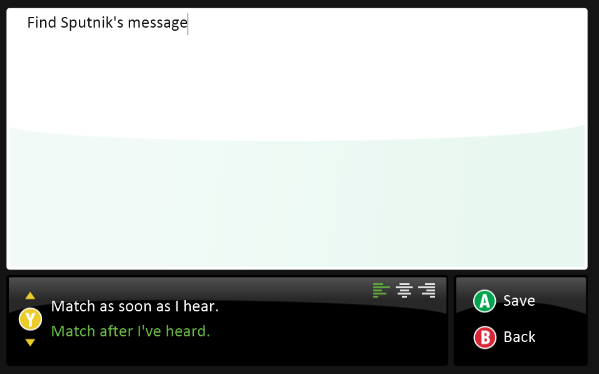 Find Sputnik's message
Match as soon as I hear.
Y
Match after I've heard.
A Save
B Back